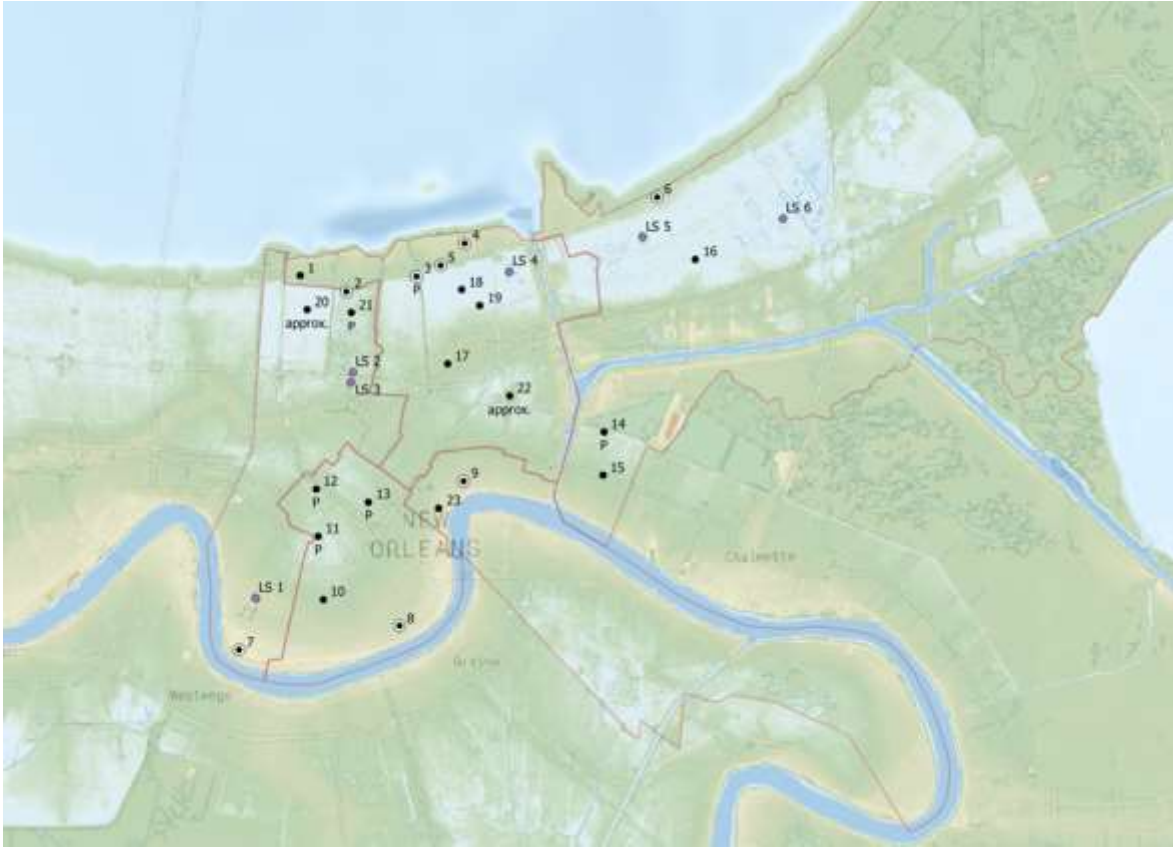 6
LS 6
LS 5
4
16
5
LS 4
3
P
1
2
18
20
approx.
21
P
19
17
LS 2
LS 3
22
approx.
14
P
15
9
12
P
13
P
23
NEW
ORLEANS
11
P
Chalmette
LS 1
10
8
7
Gretna
Westwego